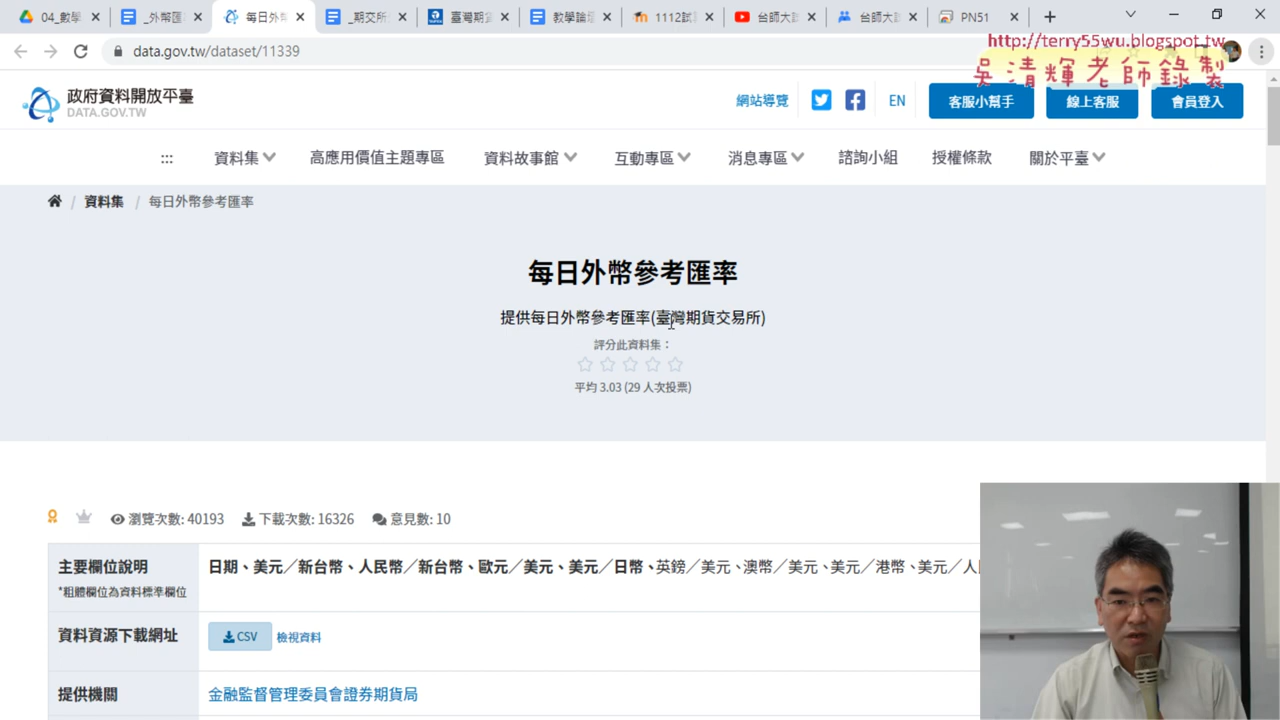 04_數學
_外幣匯
每日外幣
_期交所
臺灣期貨
教學論壇
1112試
台師大
台師大
PN51
data.gov.tw/dataset/11339
http://terry55wu.blogspot.tw
吳清輝老師錄製
政府資料開放平臺
DATA.GOV.TW
網站導覽
EN
客服小幫手
線上客服
會員登入
:::
資料集
高應用價值主題專區
資料故事館
互動專區
消息專區
諮詢小組
授權條款
關於平臺
/ 資料集 / 每日外幣參考匯率
每日外幣參考匯率
提供每日外幣參考匯率(臺灣期貨交易所)
評分此資料集：
平均 3.03 (29 人次投票)
瀏覽次數: 40193 下載次數: 16326 意見數: 10
主要欄位說明
*粗體欄位為資料標準欄位
日期、美元／新台幣、人民幣／新台幣、歐元／美元、美元／日幣、英鎊／美元、澳幣／美元、美元／港幣、美元／人
資料資源下載網址
CSV 檢視資料
提供機關
金融監督管理委員會證券期貨局